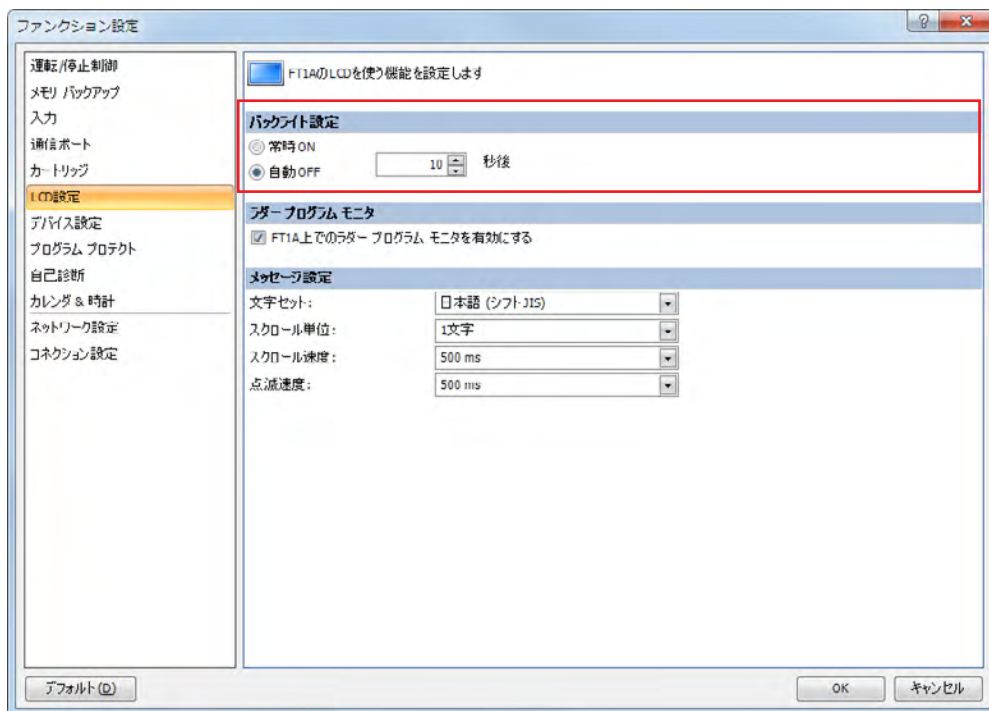 ファンクション設定
運転/停止制御
メモリ バックアップ
入力
通信ポート
カートリッジ
LCD設定
デバイス設定
プログラム プロテクト
自己診断
カレンダ & 時計
ネットワーク設定
コネクション設定
FT1AのLCDを使う機能を設定します
バックライト設定
常時ON
自動OFF 10 秒後
ラダー プログラム モニタ
FT1A上でのラダー プログラム モニタを有効にする
メッセージ設定
文字セット: 日本語 (シフトJIS)
スクロール単位: 1文字
スクロール速度: 500 ms
点滅速度: 500 ms
デフォルト(D) OK キャンセル